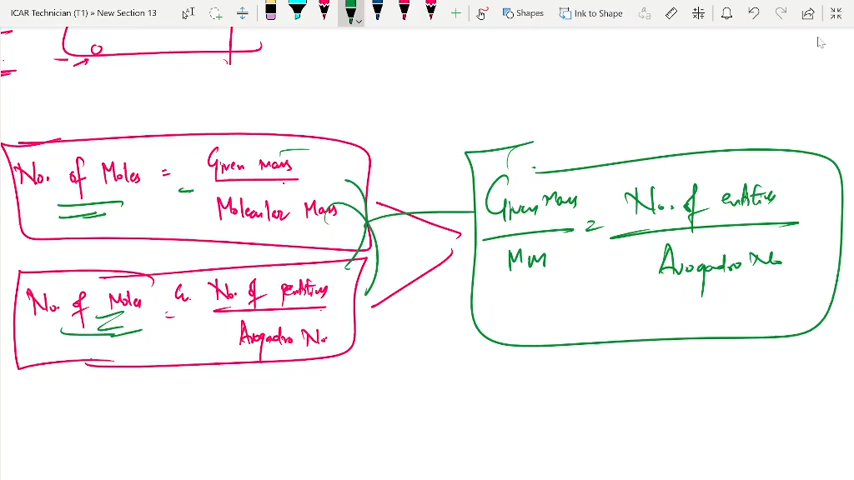 ICAR Technician (T1) » New Section 13
Shapes
Ink to Shape
No. of Moles = Given mass
Molecular Mass
No. of Moles = No. of entities
Avogadro No.
Given mass = No. of entities
MM Avogadro No.